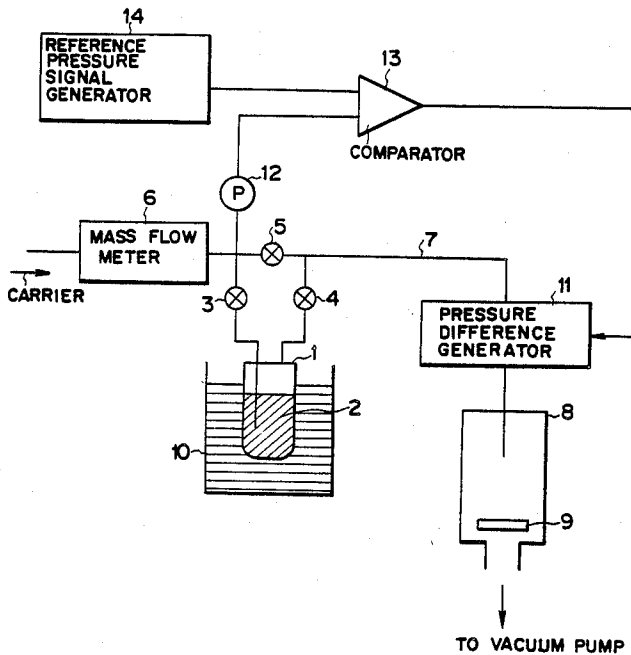 14
REFERENCE
PRESSURE
SIGNAL
GENERATOR
13
COMPARATOR
12
P
6
MASS FLOW
METER
5
7
CARRIER
3
4
11
PRESSURE
DIFFERENCE
GENERATOR
1
2
8
10
9
TO VACUUM PUMP